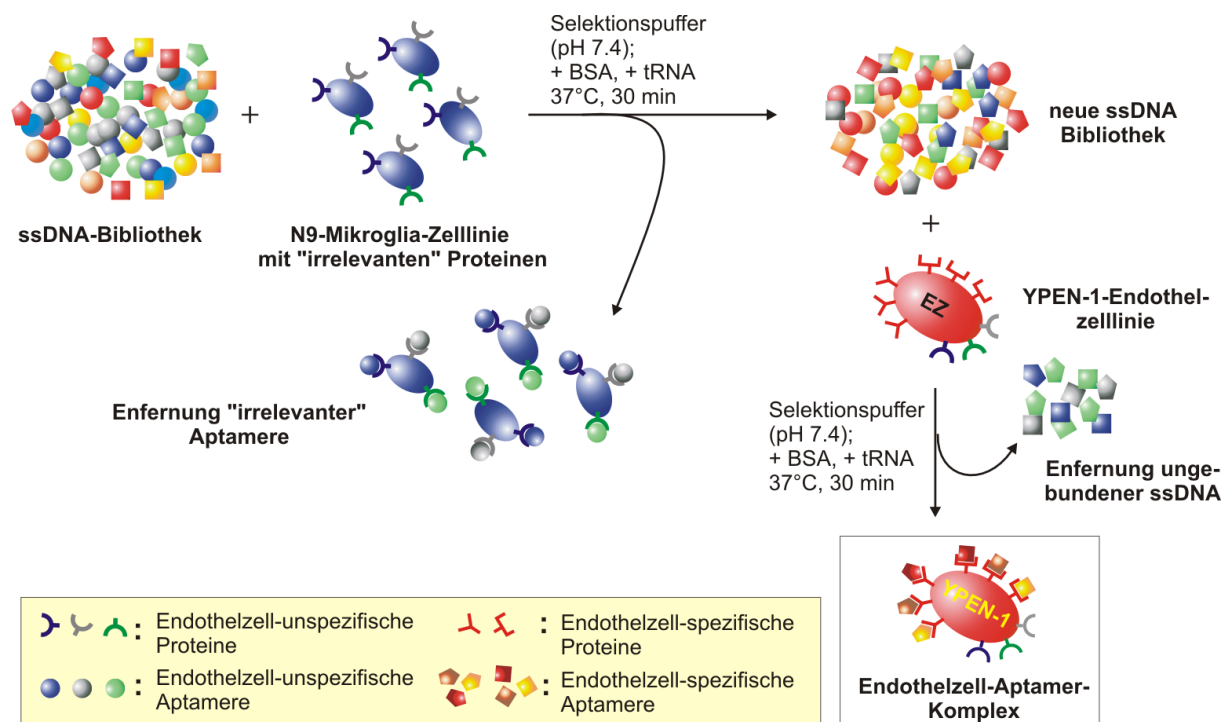 Selektionspuffer
(pH 7.4);
+ BSA, + tRNA
37°C, 30 min
+
neue ssDNA
Bibliothek
ssDNA-Bibliothek
N9-Mikroglia-Zelllinie
mit "irrelevanten" Proteinen
+
EZ
YPEN-1-Endothel-
zelllinie
Enfernung "irrelevanter"
Aptamere
Selektionspuffer
(pH 7.4);
+ BSA, + tRNA
37°C, 30 min
Enfernung unge-
bundener ssDNA
YPEN-1
Endothelzell-Aptamer-
Komplex
: Endothelzell-unspezifische
Proteine
: Endothelzell-spezifische
Proteine
: Endothelzell-unspezifische
Aptamere
: Endothelzell-spezifische
Aptamere